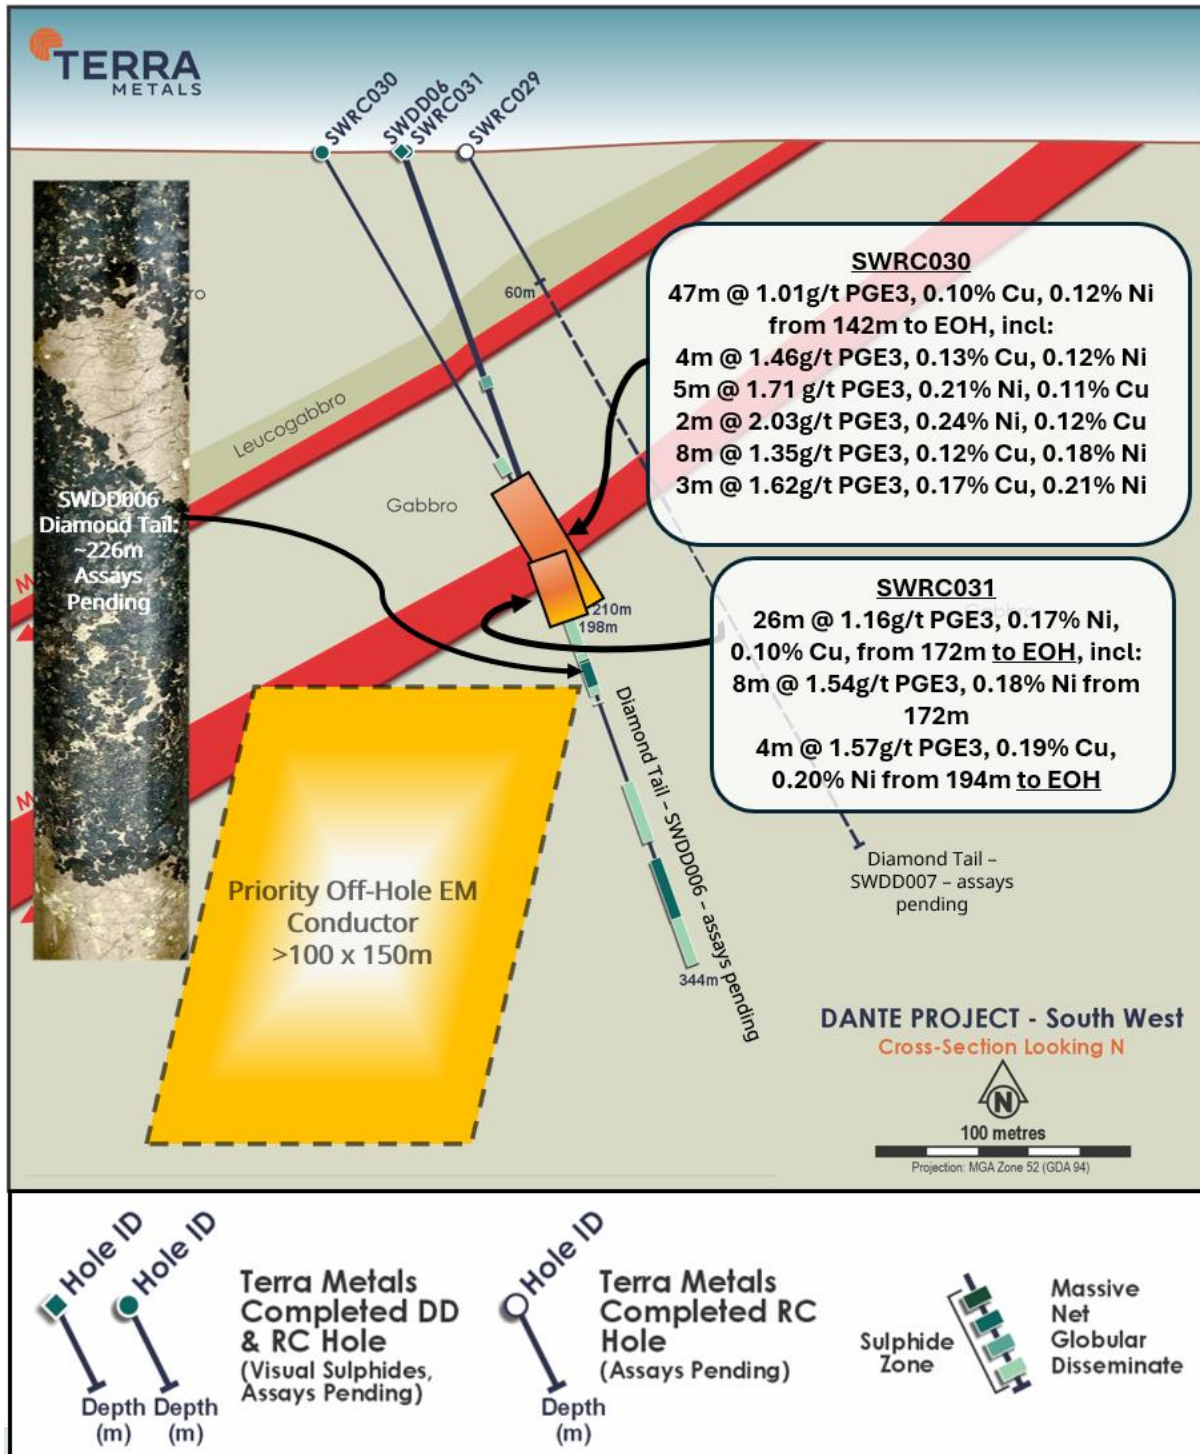 TERRA
METALS
SWRC030
SWDD06
SWRC031
SWRC029
ro
60m
Leucogabbro
Gabbro
SWRC030
47m @ 1.01g/t PGE3, 0.10% Cu, 0.12% Ni
from 142m to EOH, incl:
4m @ 1.46g/t PGE3, 0.13% Cu, 0.12% Ni
5m @ 1.71 g/t PGE3, 0.21% Ni, 0.11% Cu
2m @ 2.03g/t PGE3, 0.24% Ni, 0.12% Cu
8m @ 1.35g/t PGE3, 0.12% Cu, 0.18% Ni
3m @ 1.62g/t PGE3, 0.17% Cu, 0.21% Ni
SWDD006
Diamond Tail:
~226m
Assays
Pending
M
210m
198m
SWRC031
26m @ 1.16g/t PGE3, 0.17% Ni,
0.10% Cu, from 172m to EOH, incl:
8m @ 1.54g/t PGE3, 0.18% Ni from
172m
4m @ 1.57g/t PGE3, 0.19% Cu,
0.20% Ni from 194m to EOH
Gabbro
M
Diamond Tail – SWDD006 – assays pending
Priority Off-Hole EM
Conductor
>100 x 150m
Diamond Tail –
SWDD007 – assays
pending
344m
DANTE PROJECT - South West
Cross-Section Looking N
N
100 metres
Projection: MGA Zone 52 (GDA 94)
Hole ID
Hole ID
Depth
(m)
Depth
(m)
Terra Metals
Completed DD
& RC Hole
(Visual Sulphides,
Assays Pending)
Hole ID
Depth
(m)
Terra Metals
Completed RC
Hole
(Assays Pending)
Sulphide
Zone
Massive
Net
Globular
Disseminate